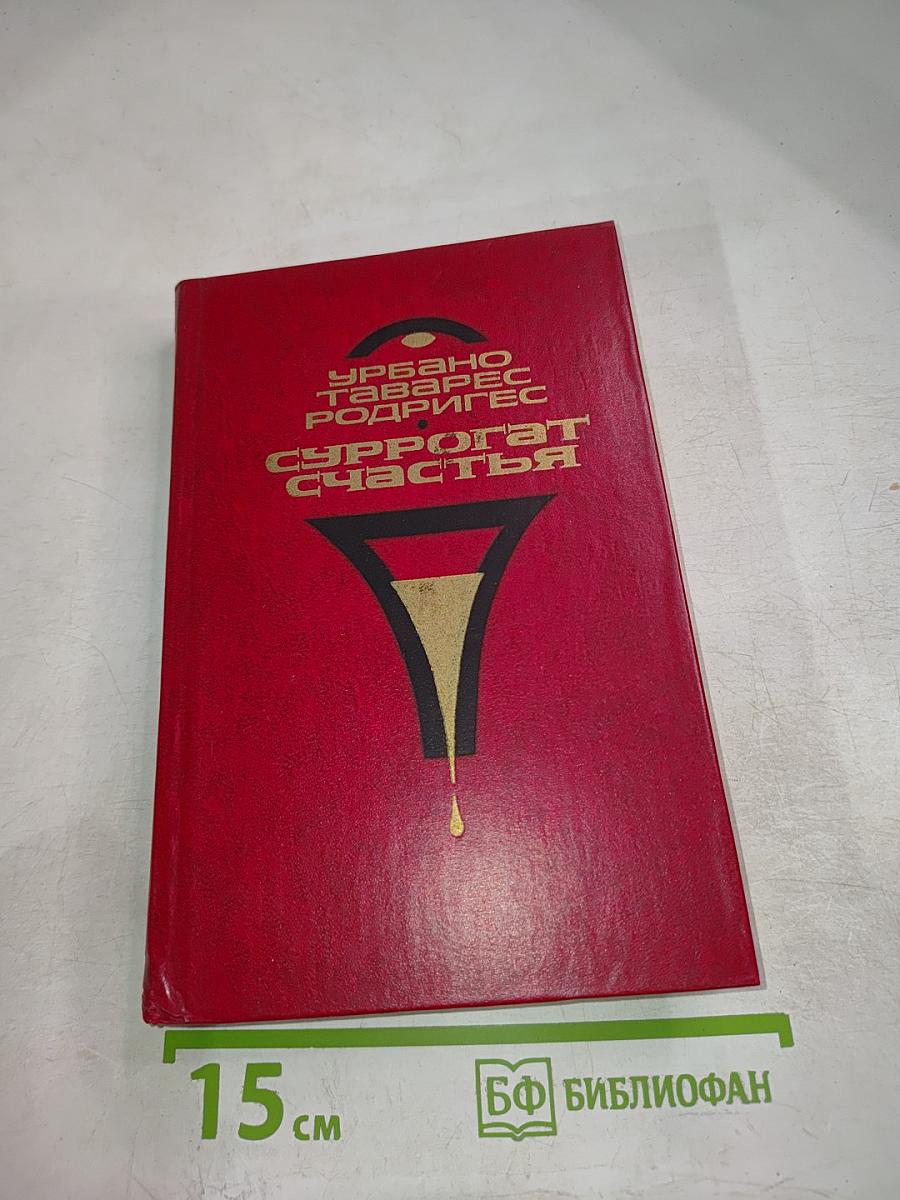 Урбано
Таварес
Родригес
Суррогат
счастья
15 см
БФ БИБЛИОФАН